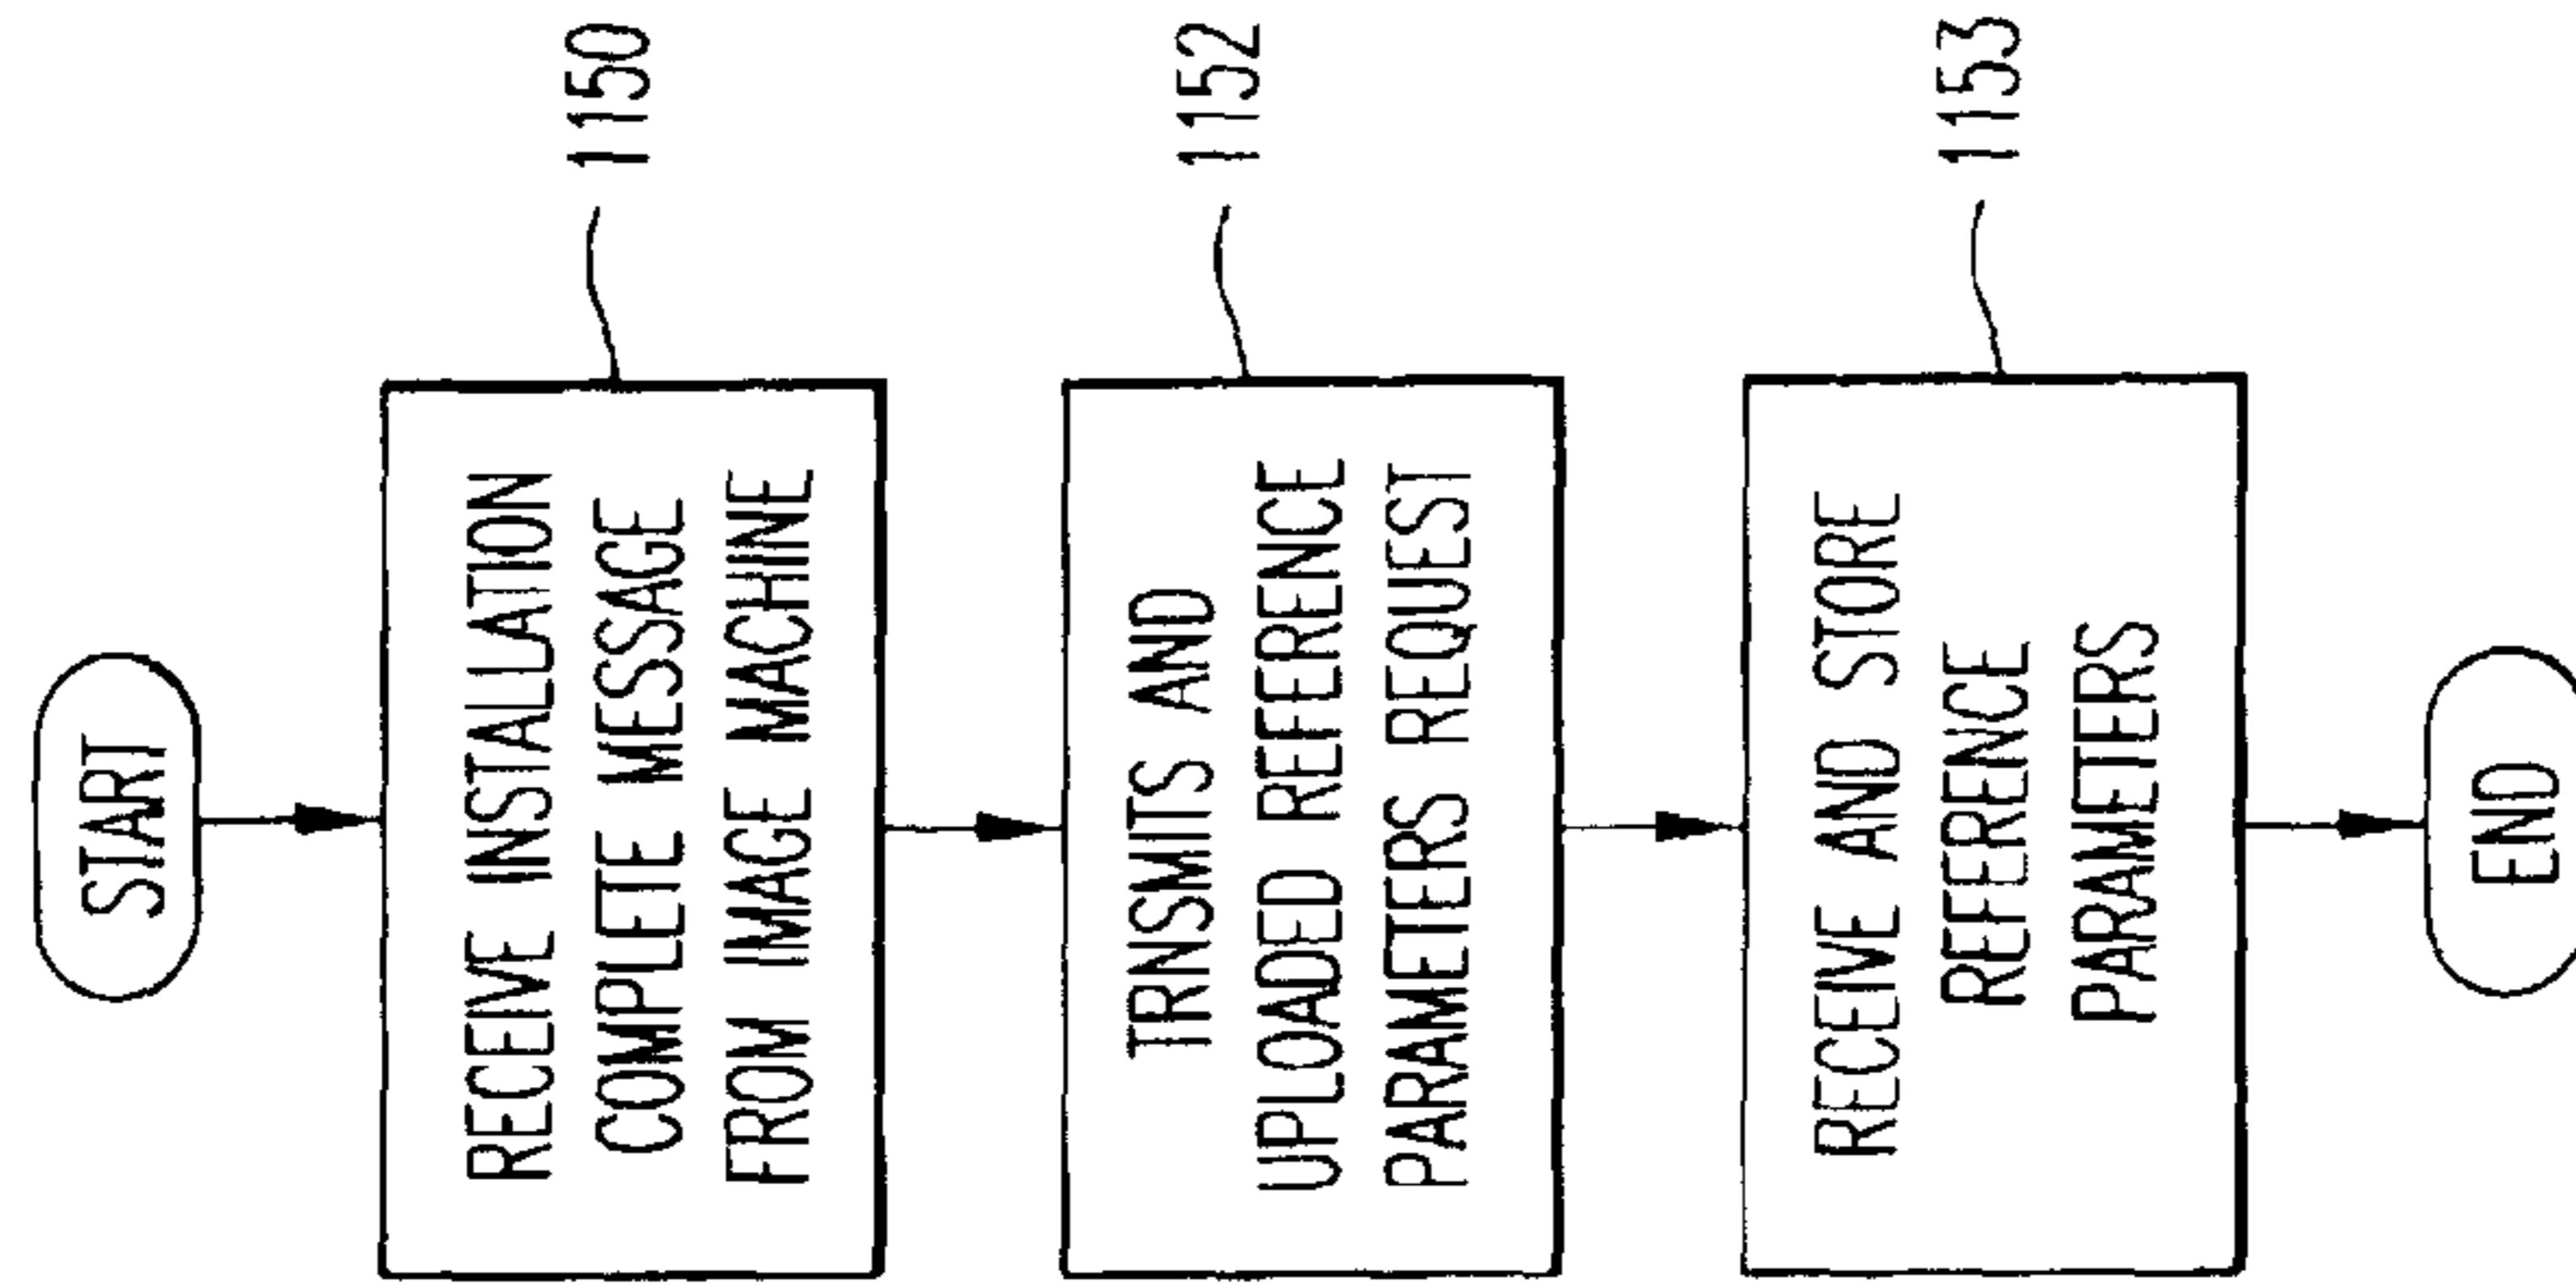 START
RECEIVE INSTALLATION
COMPLETE MESSAGE
FROM IMAGE MACHINE
1150
TRNSMITS AND
UPLOADED REFERENCE
PARAMETERS REQUEST
1152
RECEIVE AND STORE
REFERENCE
PARAMETERS
1153
END